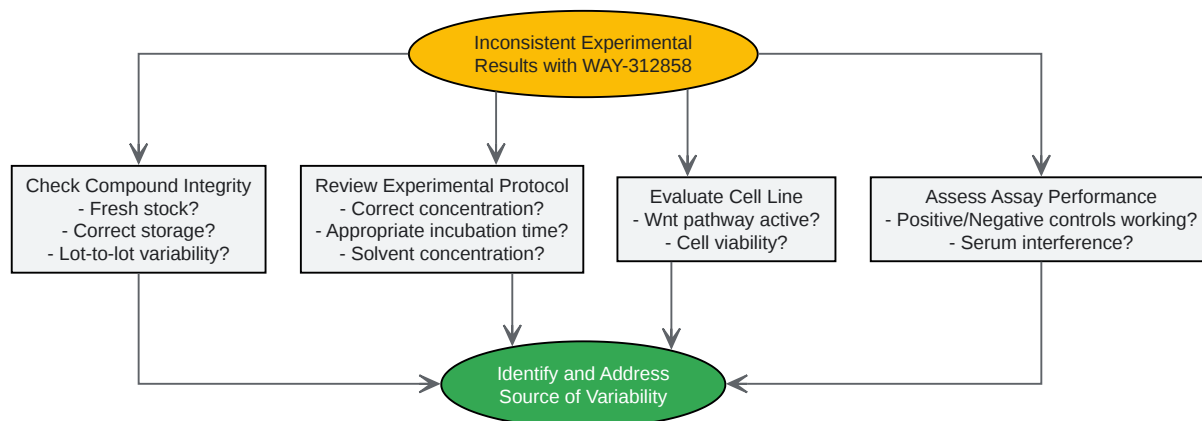 Inconsistent Experimental
Results with WAY-312858
Check Compound Integrity
- Fresh stock?
- Correct storage?
- Lot-to-lot variability?
Review Experimental Protocol
- Correct concentration?
- Appropriate incubation time?
- Solvent concentration?
Evaluate Cell Line
- Wnt pathway active?
- Cell viability?
Assess Assay Performance
- Positive/Negative controls working?
- Serum interference?
Identify and Address
Source of Variability